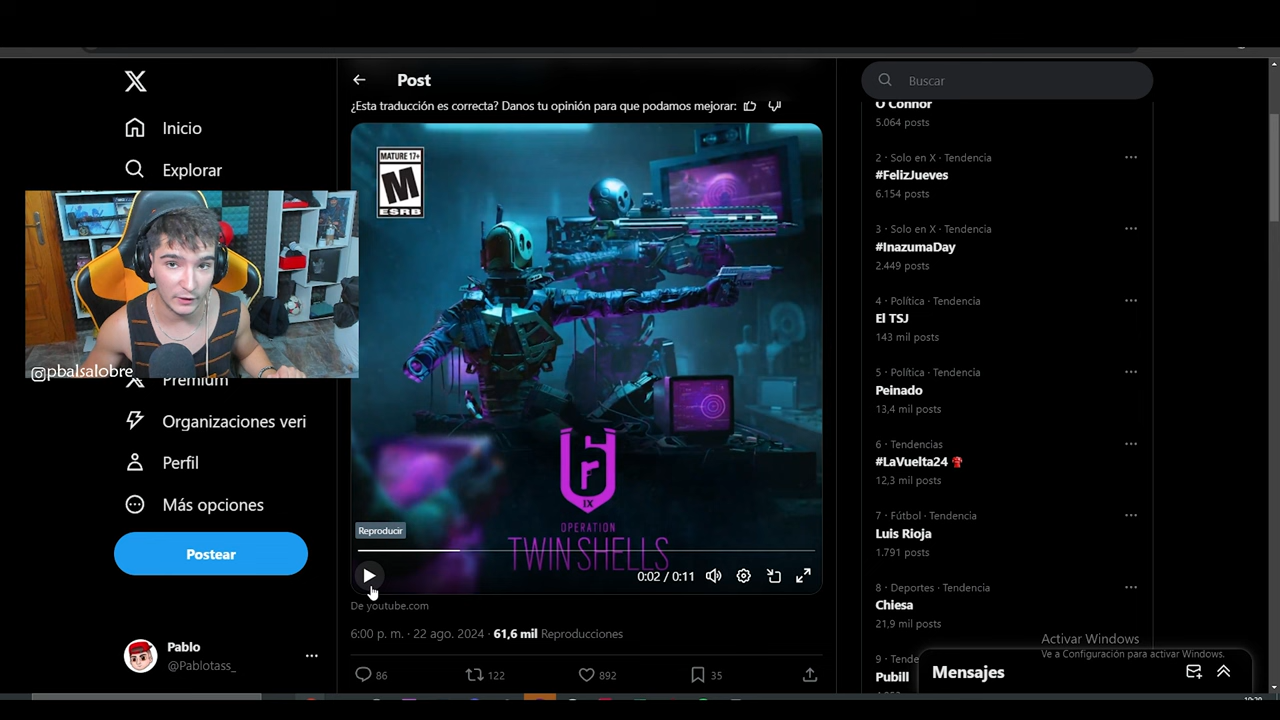 Post
Buscar
¿Esta traducción es correcta? Danos tu opinión para que podamos mejorar:
Inicio
Explorar
@pbalsalobre
Premium
Organizaciones veri
Perfil
Más opciones
Postear
Pablo
@Pablotass_
MATURE 17+
M
ESRB
R6
IX
OPERATION
TWIN SHELLS
Reproducir
0:02 / 0:11
De youtube.com
6:00 p. m. · 22 ago. 2024 · 61,6 mil Reproducciones
86
122
892
35
O'Connor
5.064 posts
2 · Solo en X · Tendencia
#FelizJueves
6.154 posts
3 · Solo en X · Tendencia
#InazumaDay
2.449 posts
4 · Política · Tendencia
El TSJ
143 mil posts
5 · Política · Tendencia
Peinado
13,4 mil posts
6 · Tendencias
#LaVuelta24
12,3 mil posts
7 · Fútbol · Tendencia
Luis Rioja
1.791 posts
8 · Deportes · Tendencia
Chiesa
21,9 mil posts
9 · Tende
Pubill
Activar Windows
Ve a Configuración para activar Windows.
Mensajes